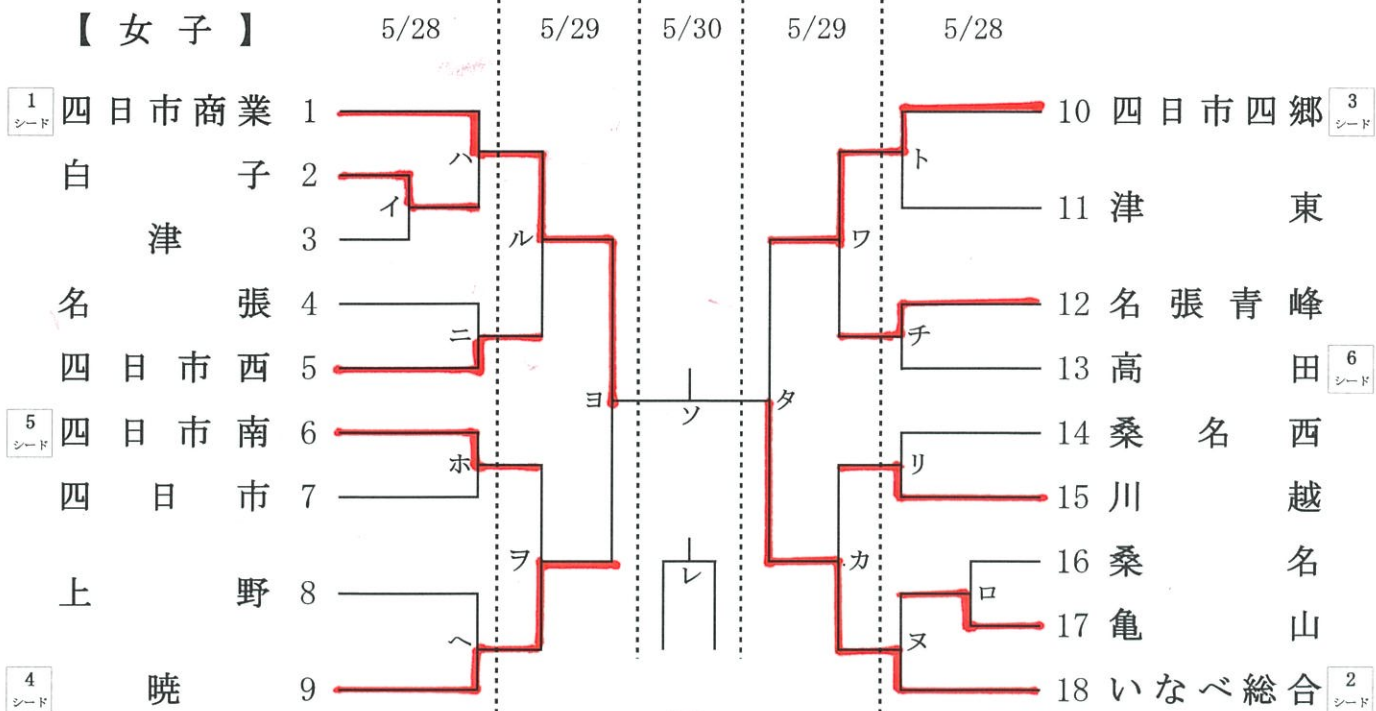 【女子】 5/28 5/29 5/30 5/29 5/28
1 シード 四日市商業 1
白子 2
津 3
名張 4
四日市西 5
5 シード 四日市南 6
四日市 7
上野 8
4 シード 暁 9
ハ
イ
ル
ニ
ヨ
ホ
ヲ
ヘ
ソ
レ
ト
ワ
チ
タ
リ
カ
ロ
ヌ
10 四日市四郷 3 シード
11 津東
12 名張青峰
13 高田 6 シード
14 桑名西
15 川越
16 桑名
17 亀山
18 いなべ総合 2 シード